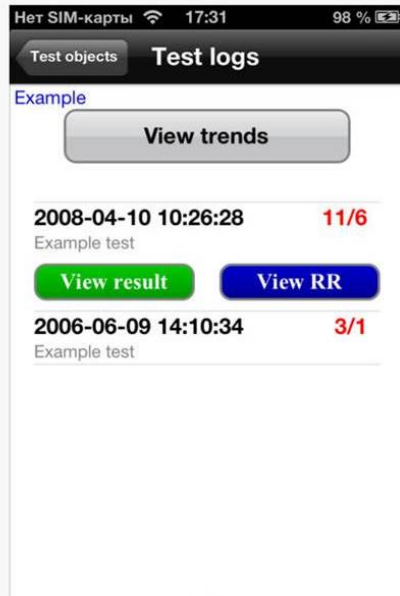 Нет SIM-карты 17:31 98 %
Test objects Test logs
Example
View trends
2008-04-10 10:26:28 11/6
Example test
View result View RR
2006-06-09 14:10:34 3/1
Example test